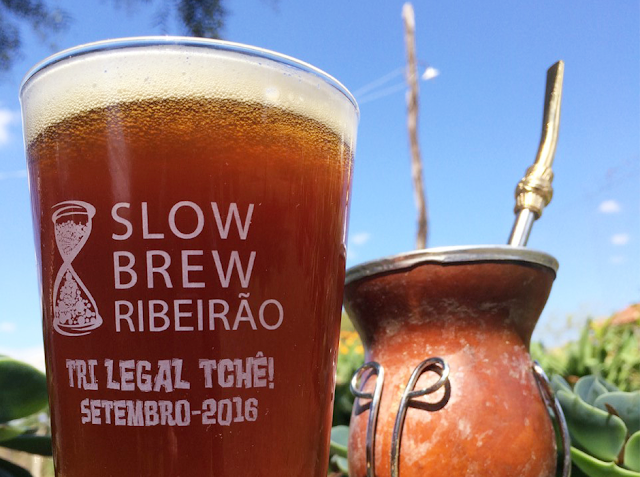 SLOW
BREW
RIBEIRÃO
TRI LEGAL TCHÊ!
SETEMBRO-2016